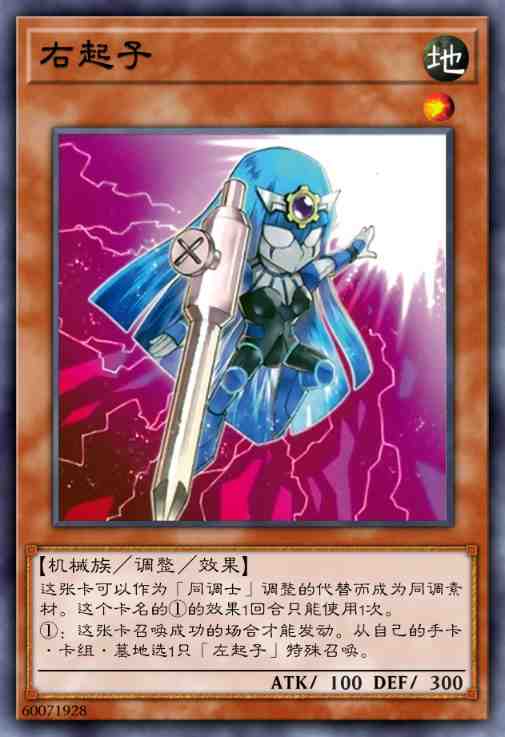 右起子
地
【机械族／调整／效果】
这张卡可以作为「同调士」调整的代替而成为同调素
材。这个卡名的①的效果1回合只能使用1次。
①：这张卡召唤成功的场合才能发动。从自己的手卡
·卡组·墓地选1只「左起子」特殊召唤。
ATK/ 100 DEF/ 300
60071928